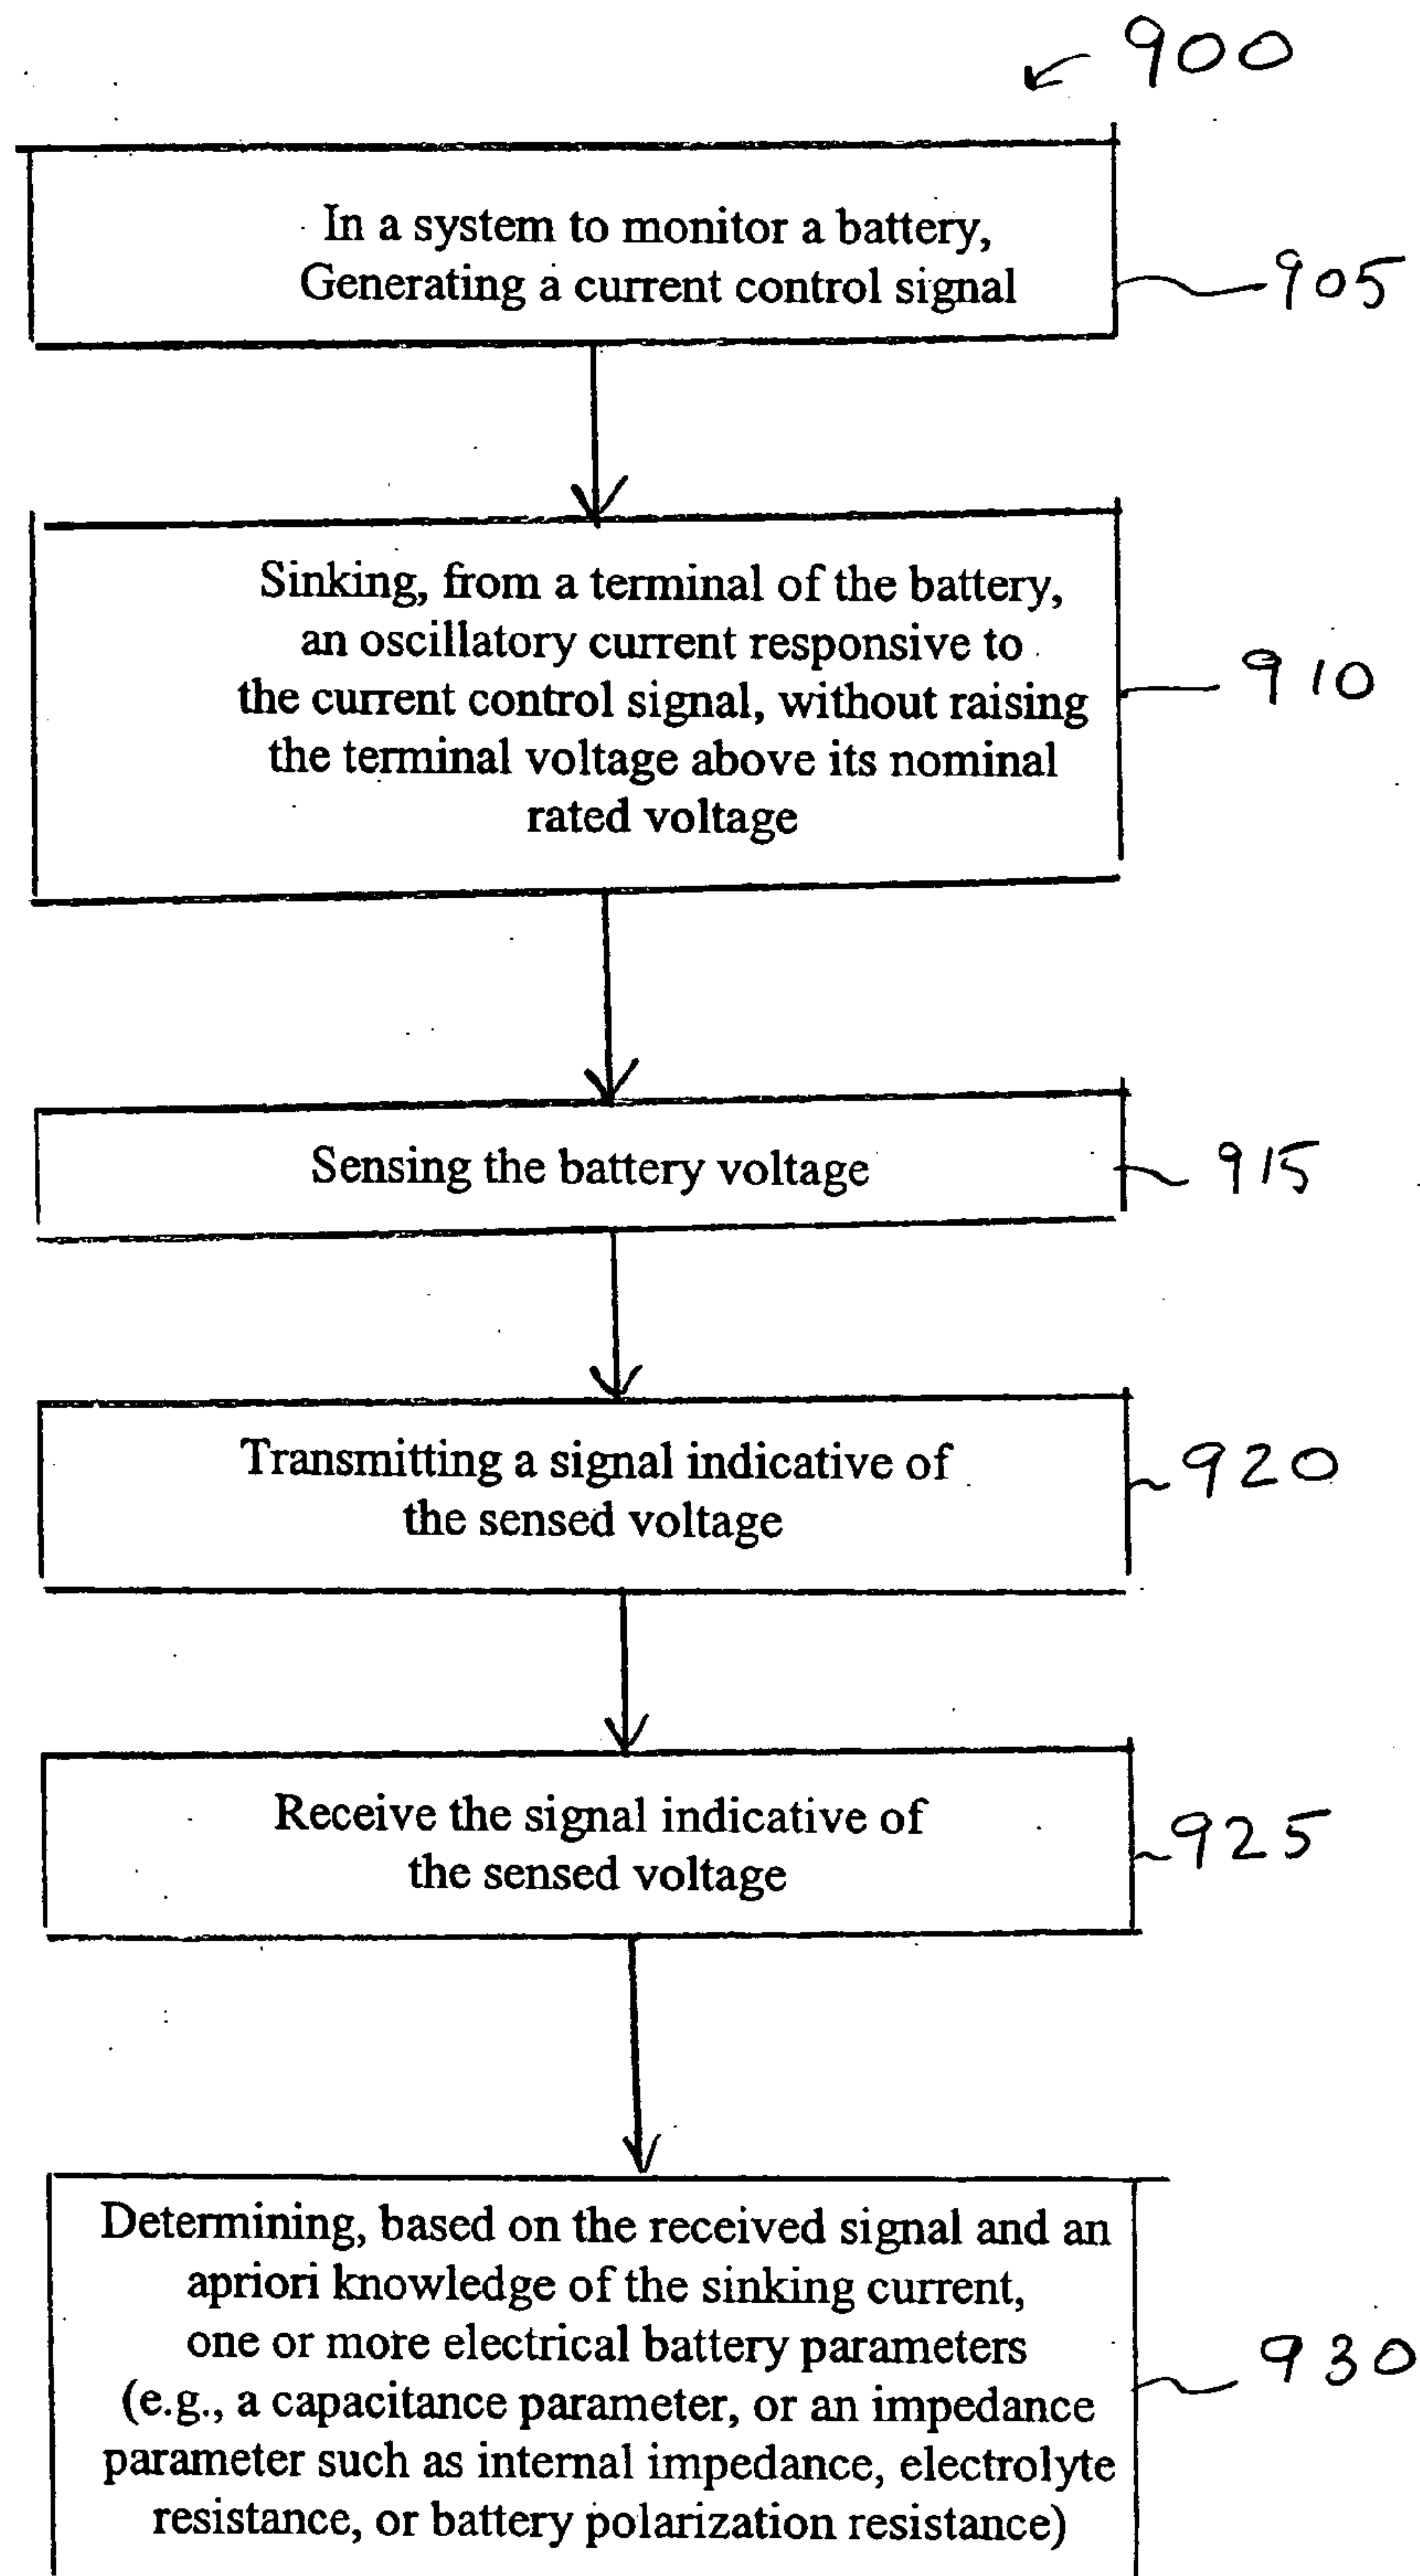 900
In a system to monitor a battery,
Generating a current control signal
905
Sinking, from a terminal of the battery,
an oscillatory current responsive to
the current control signal, without raising
the terminal voltage above its nominal
rated voltage
910
Sensing the battery voltage
915
Transmitting a signal indicative of
the sensed voltage
920
Receive the signal indicative of
the sensed voltage
925
Determining, based on the received signal and an
apriori knowledge of the sinking current,
one or more electrical battery parameters
(e.g., a capacitance parameter, or an impedance
parameter such as internal impedance, electrolyte
resistance, or battery polarization resistance)
930